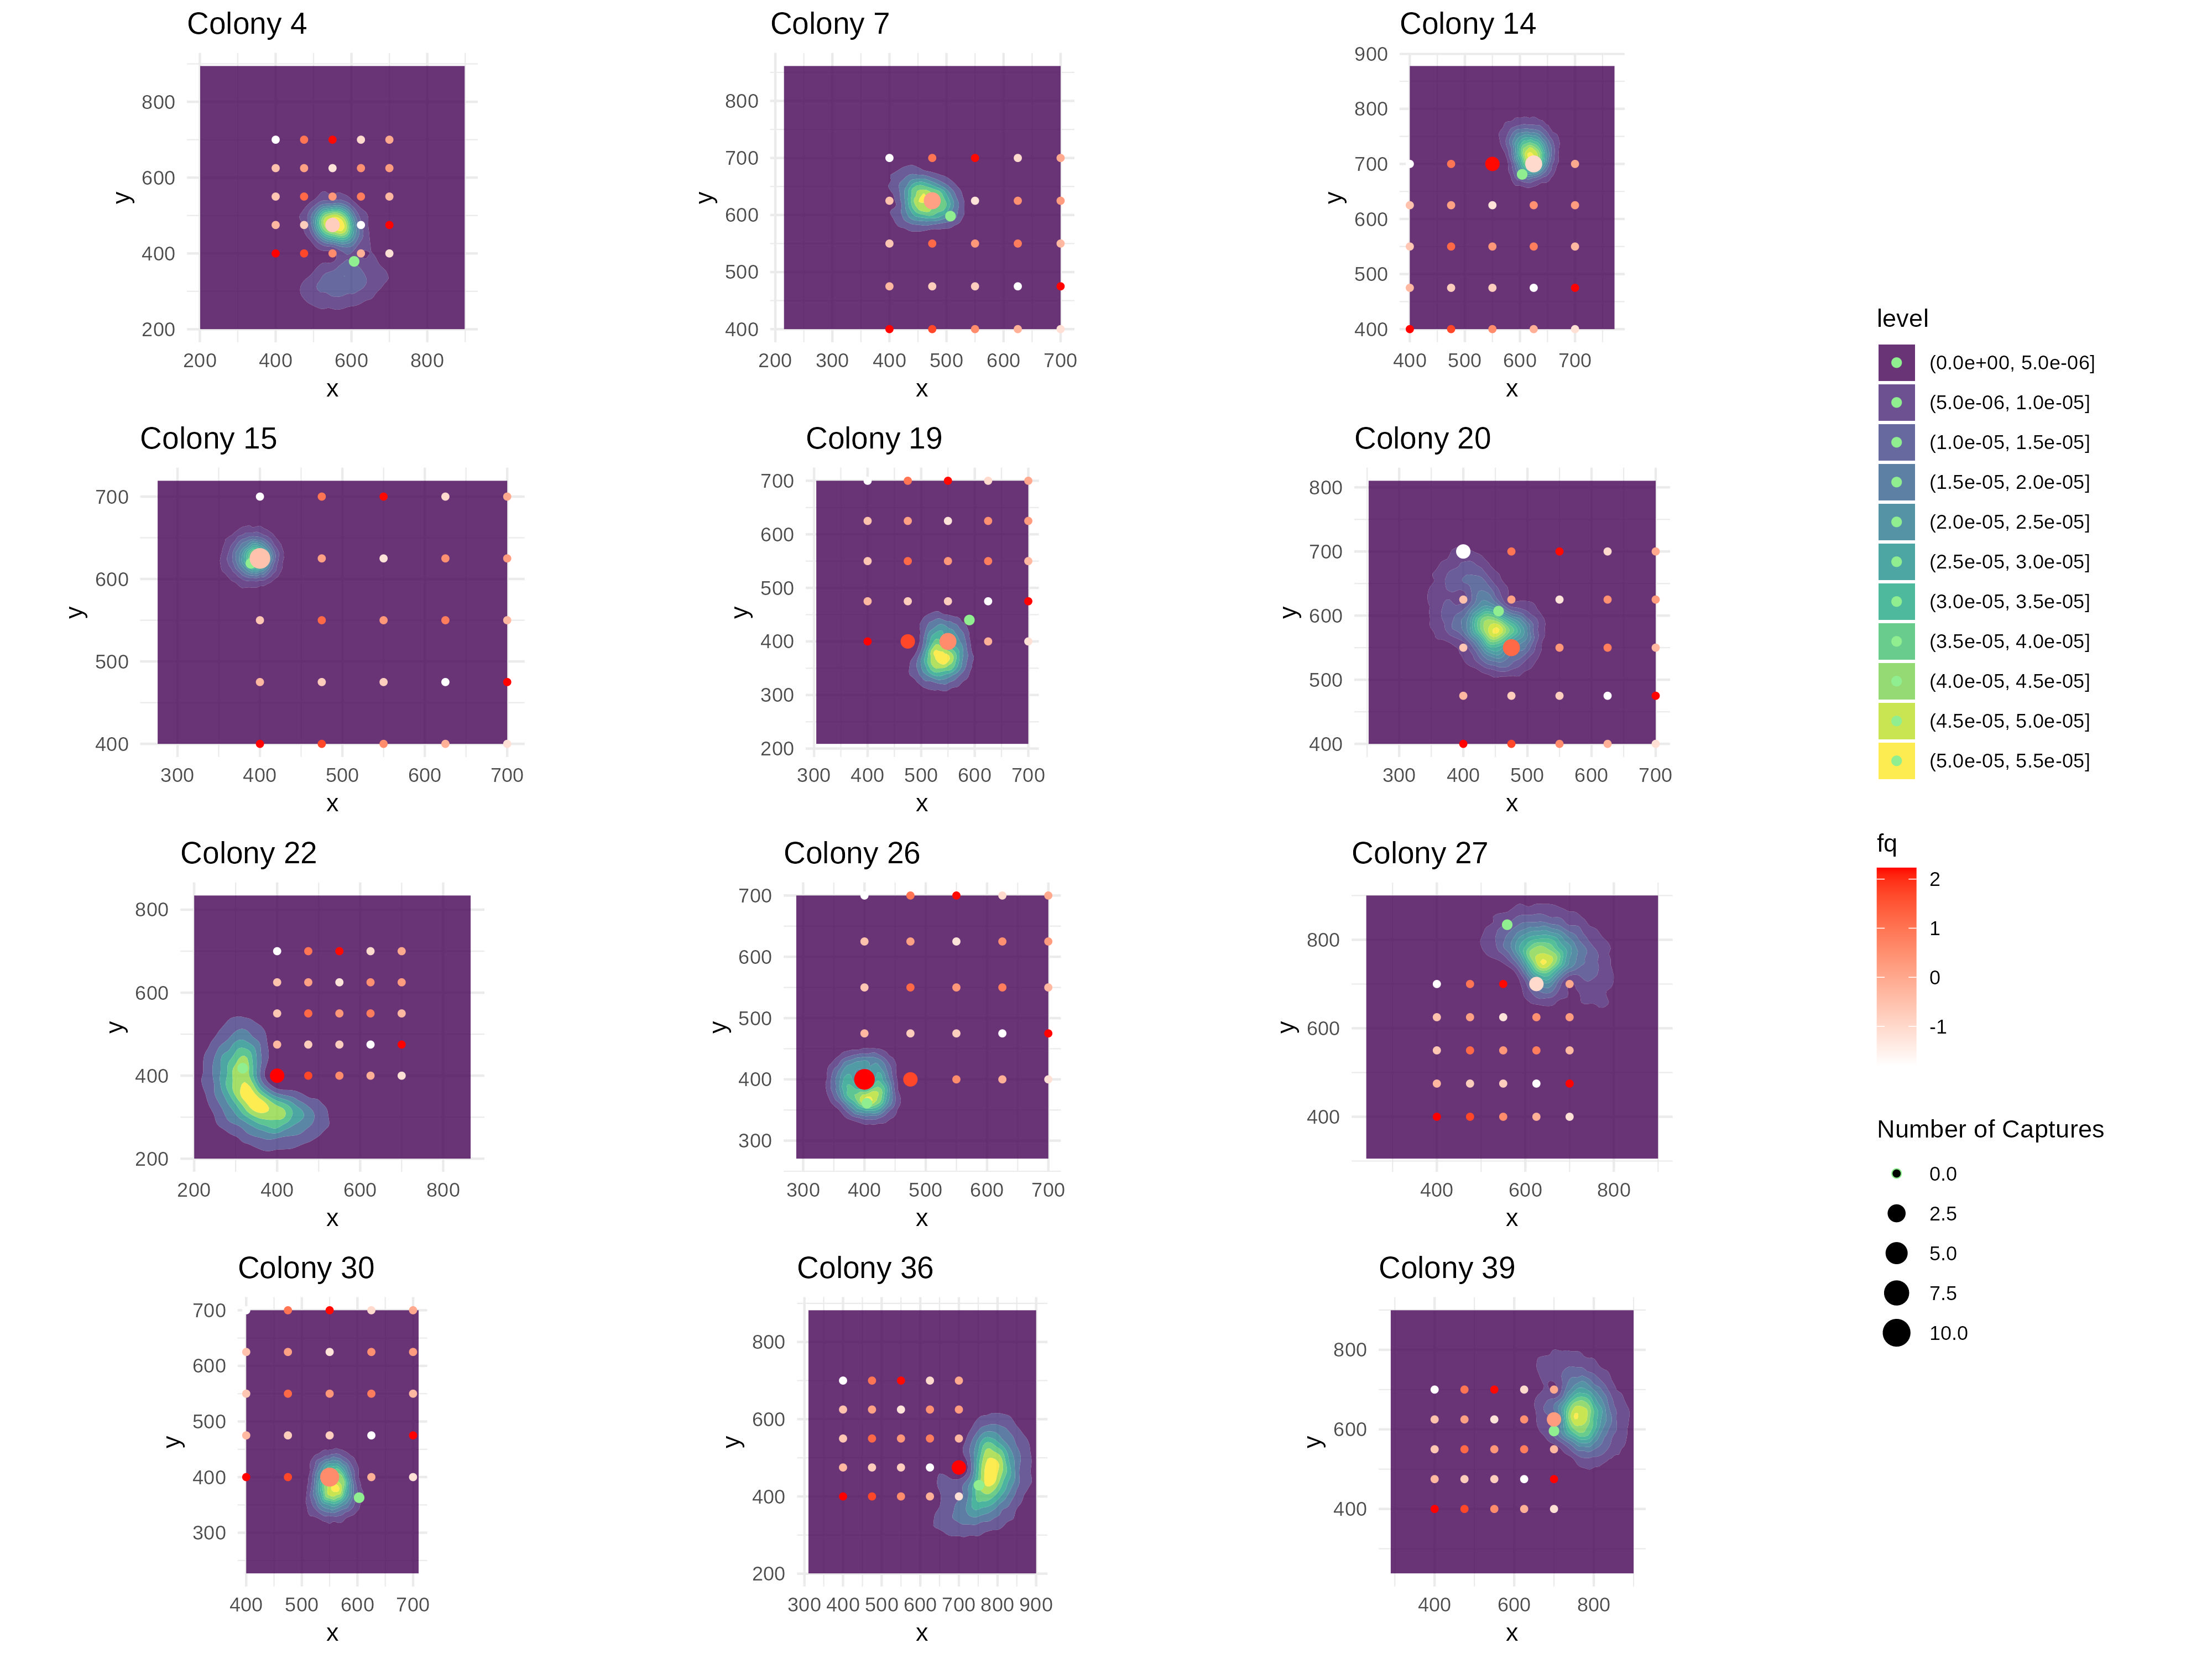 Colony 4
Colony 7
Colony 14
800
600
400
200
y
200 400 600 800
x
800
700
600
500
400
y
200 300 400 500 600 700
x
900
800
700
600
500
400
y
400 500 600 700
x
Colony 15
Colony 19
Colony 20
700
600
500
400
y
300 400 500 600 700
x
700
600
500
400
300
200
y
300 400 500 600 700
x
800
700
600
500
400
y
300 400 500 600 700
x
Colony 22
Colony 26
Colony 27
800
600
400
200
y
200 400 600 800
x
700
600
500
400
300
y
300 400 500 600 700
x
800
600
400
y
400 600 800
x
Colony 30
Colony 36
Colony 39
700
600
500
400
300
y
400 500 600 700
x
800
600
400
200
y
300 400 500 600 700 800 900
x
800
600
400
y
400 600 800
x
level
(0.0e+00, 5.0e-06]
(5.0e-06, 1.0e-05]
(1.0e-05, 1.5e-05]
(1.5e-05, 2.0e-05]
(2.0e-05, 2.5e-05]
(2.5e-05, 3.0e-05]
(3.0e-05, 3.5e-05]
(3.5e-05, 4.0e-05]
(4.0e-05, 4.5e-05]
(4.5e-05, 5.0e-05]
(5.0e-05, 5.5e-05]
fq
2
1
0
-1
Number of Captures
0.0
2.5
5.0
7.5
10.0